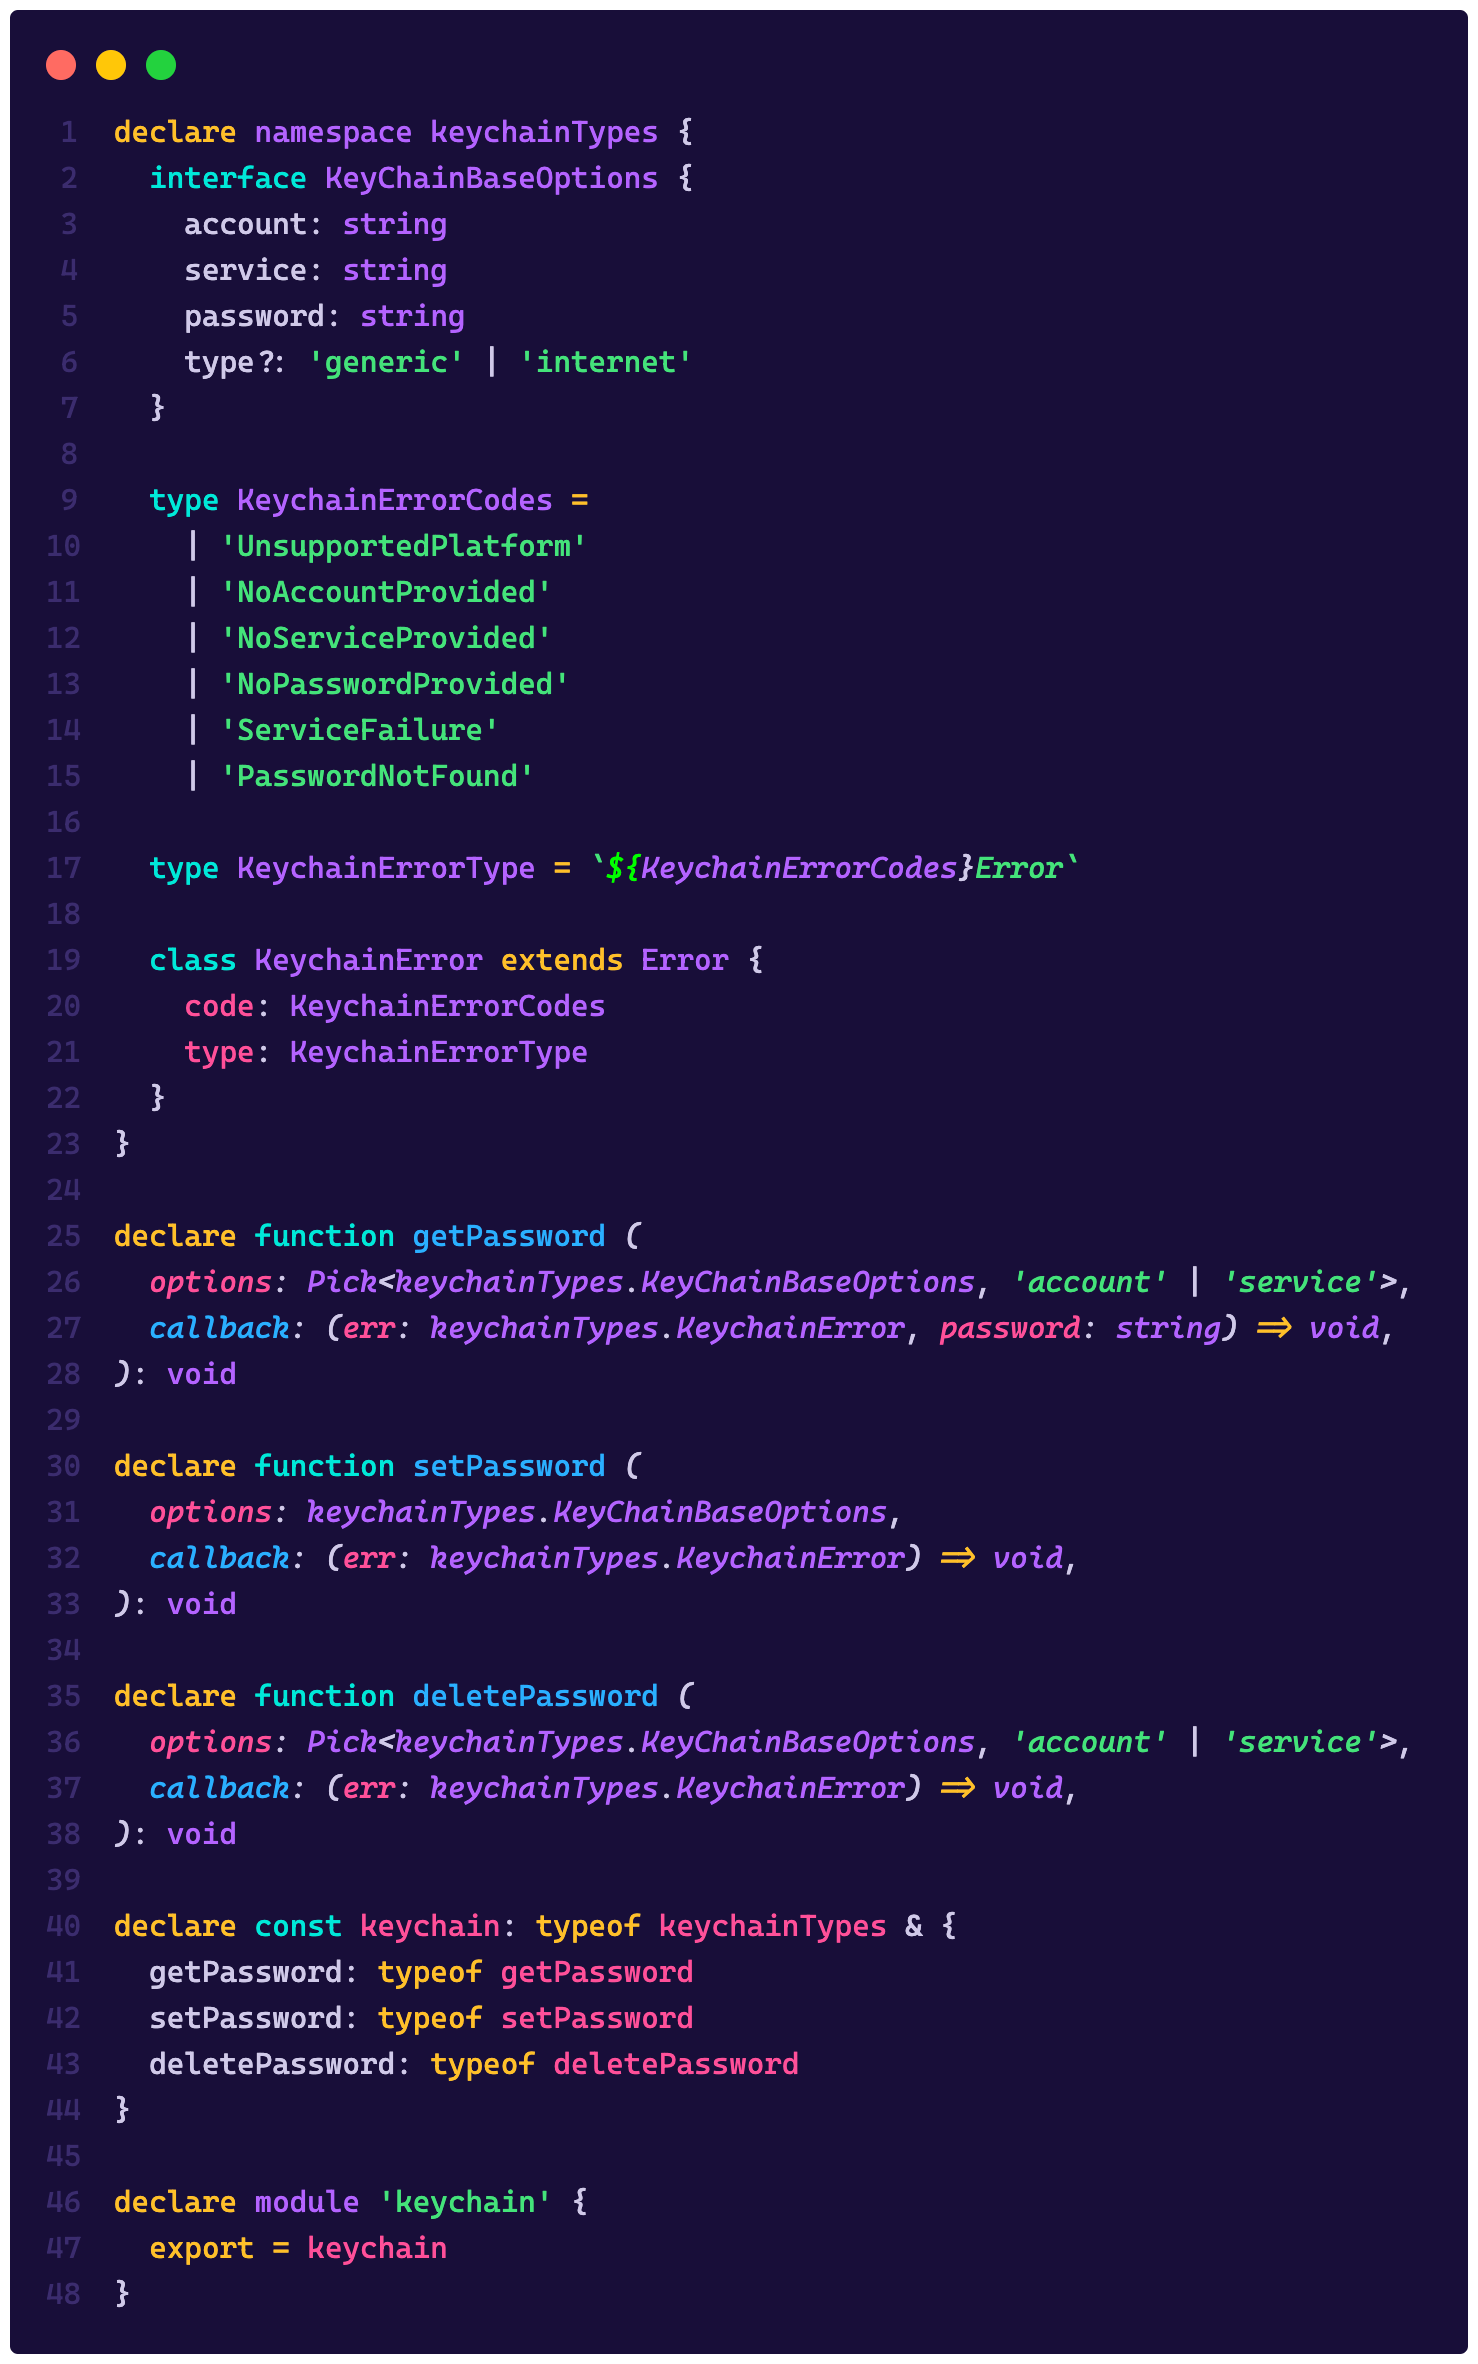 1 declare namespace keychainTypes {
2   interface KeyChainBaseOptions {
3     account: string
4     service: string
5     password: string
6     type?: 'generic' | 'internet'
7   }
8
9   type KeychainErrorCodes =
10     | 'UnsupportedPlatform'
11     | 'NoAccountProvided'
12     | 'NoServiceProvided'
13     | 'NoPasswordProvided'
14     | 'ServiceFailure'
15     | 'PasswordNotFound'
16
17   type KeychainErrorType = `${KeychainErrorCodes}Error`
18
19   class KeychainError extends Error {
20     code: KeychainErrorCodes
21     type: KeychainErrorType
22   }
23 }
24
25 declare function getPassword (
26   options: Pick<keychainTypes.KeyChainBaseOptions, 'account' | 'service'>,
27   callback: (err: keychainTypes.KeychainError, password: string) => void,
28 ): void
29
30 declare function setPassword (
31   options: keychainTypes.KeyChainBaseOptions,
32   callback: (err: keychainTypes.KeychainError) => void,
33 ): void
34
35 declare function deletePassword (
36   options: Pick<keychainTypes.KeyChainBaseOptions, 'account' | 'service'>,
37   callback: (err: keychainTypes.KeychainError) => void,
38 ): void
39
40 declare const keychain: typeof keychainTypes & {
41   getPassword: typeof getPassword
42   setPassword: typeof setPassword
43   deletePassword: typeof deletePassword
44 }
45
46 declare module 'keychain' {
47   export = keychain
48 }